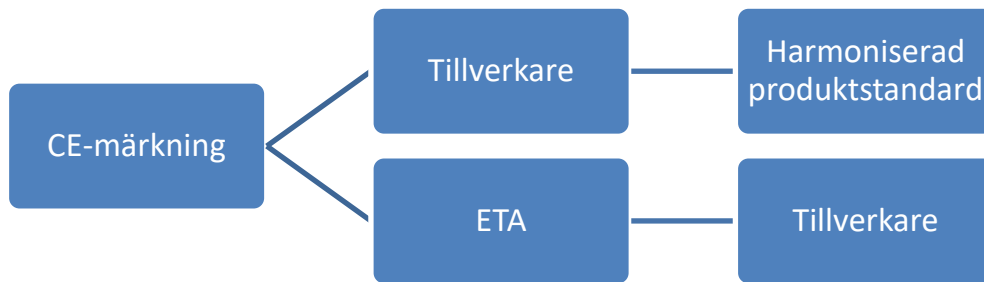 CE-märkning
Tillverkare
Harmoniserad
produktstandard
ETA
Tillverkare